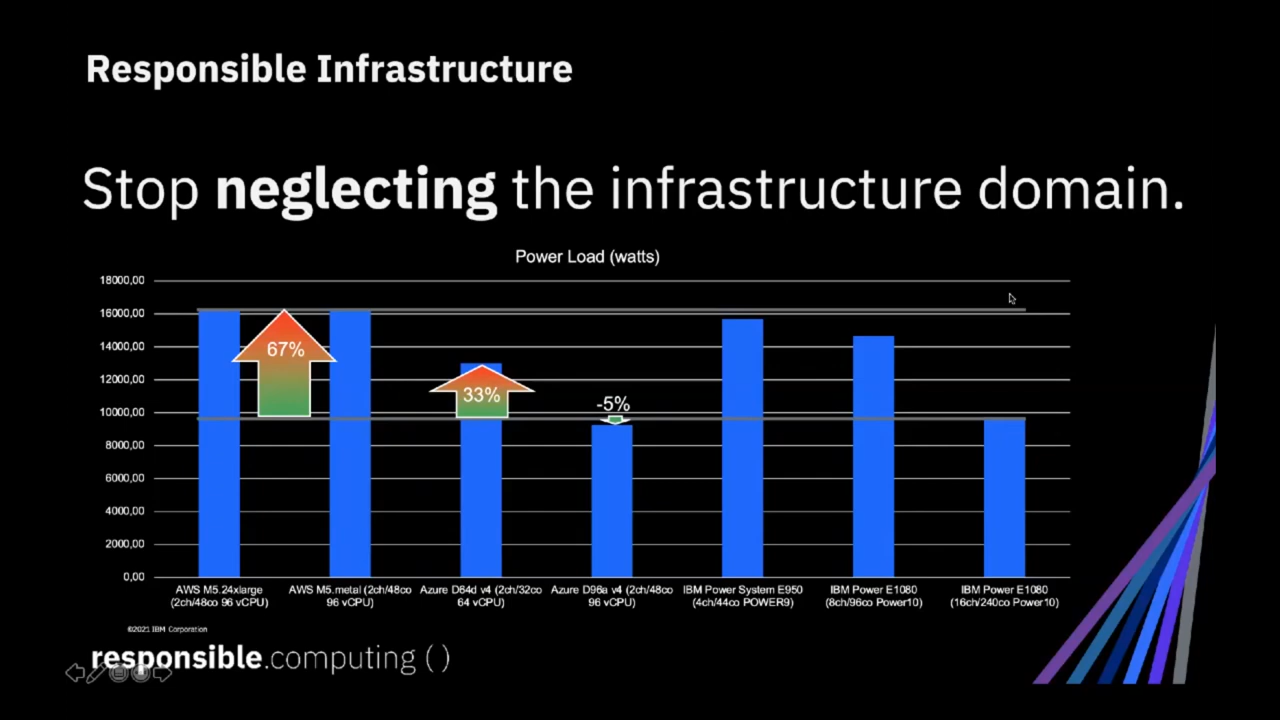 Responsible Infrastructure
Stop neglecting the infrastructure domain.
Power Load (watts)
18000,00
16000,00
14000,00
12000,00
10000,00
8000,00
6000,00
4000,00
2000,00
0,00
67%
33%
-5%
AWS M5.24xlarge
(2ch/48co 96 vCPU)
AWS M5.metal (2ch/48co
96 vCPU)
Azure D64d v4 (2ch/32co
64 vCPU)
Azure D96a v4 (2ch/48co
96 vCPU)
IBM Power System E950
(4ch/44co POWER9)
IBM Power E1080
(8ch/96co Power10)
IBM Power E1080
(16ch/240co Power10)
©2021 IBM Corporation
responsible.computing ( )